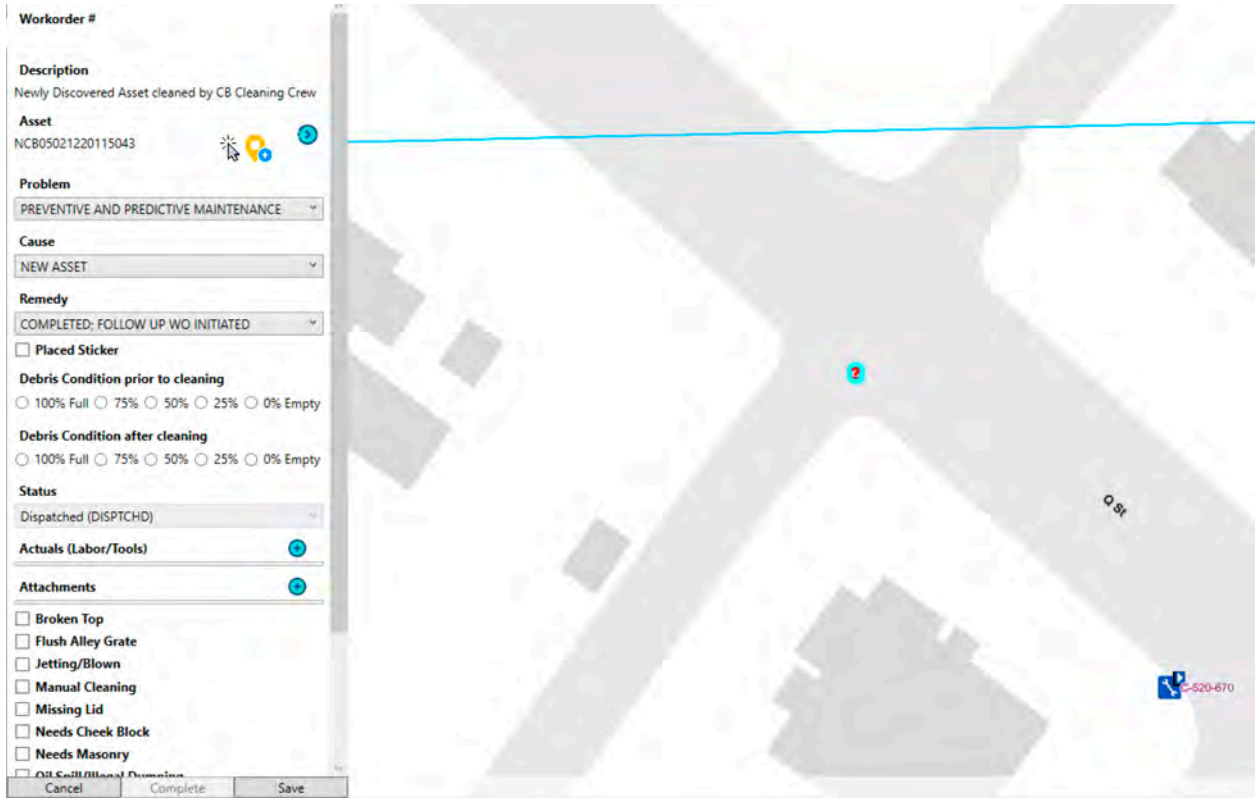 Workorder #
Description
Newly Discovered Asset cleaned by CB Cleaning Crew
Asset
NCB05021220115043
Problem
PREVENTIVE AND PREDICTIVE MAINTENANCE
Cause
NEW ASSET
Remedy
COMPLETED; FOLLOW UP WO INITIATED
Placed Sticker
Debris Condition prior to cleaning
100% Full 75% 50% 25% 0% Empty
Debris Condition after cleaning
100% Full 75% 50% 25% 0% Empty
Status
Dispatched (DISPTCHD)
Actuals (Labor/Tools)
Attachments
Broken Top
Flush Alley Grate
Jetting/Blown
Manual Cleaning
Missing Lid
Needs Cheek Block
Needs Masonry
Oil Spill/Illegal Dumping
Cancel Complete Save
?
Q St
C-520-670